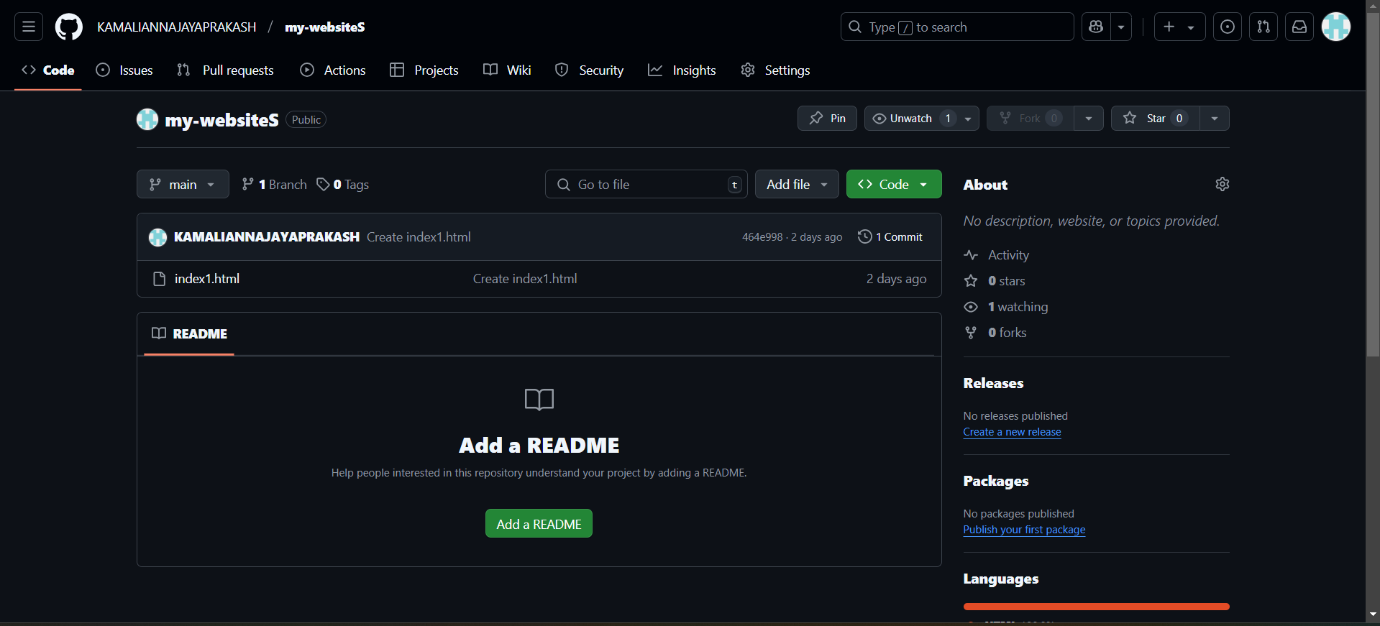 KAMALIANNAJAYAPRAKASH / my-websiteS
Type / to search
Code Issues Pull requests Actions Projects Wiki Security Insights Settings
my-websiteS Public
Pin Unwatch 1 Fork 0 Star 0
main 1 Branch 0 Tags
Go to file t Add file Code
KAMALIANNAJAYAPRAKASH Create index1.html 464e998 · 2 days ago 1 Commit
index1.html Create index1.html 2 days ago
README
Add a README
Help people interested in this repository understand your project by adding a README.
Add a README
About
No description, website, or topics provided.
Activity
0 stars
1 watching
0 forks
Releases
No releases published
Create a new release
Packages
No packages published
Publish your first package
Languages